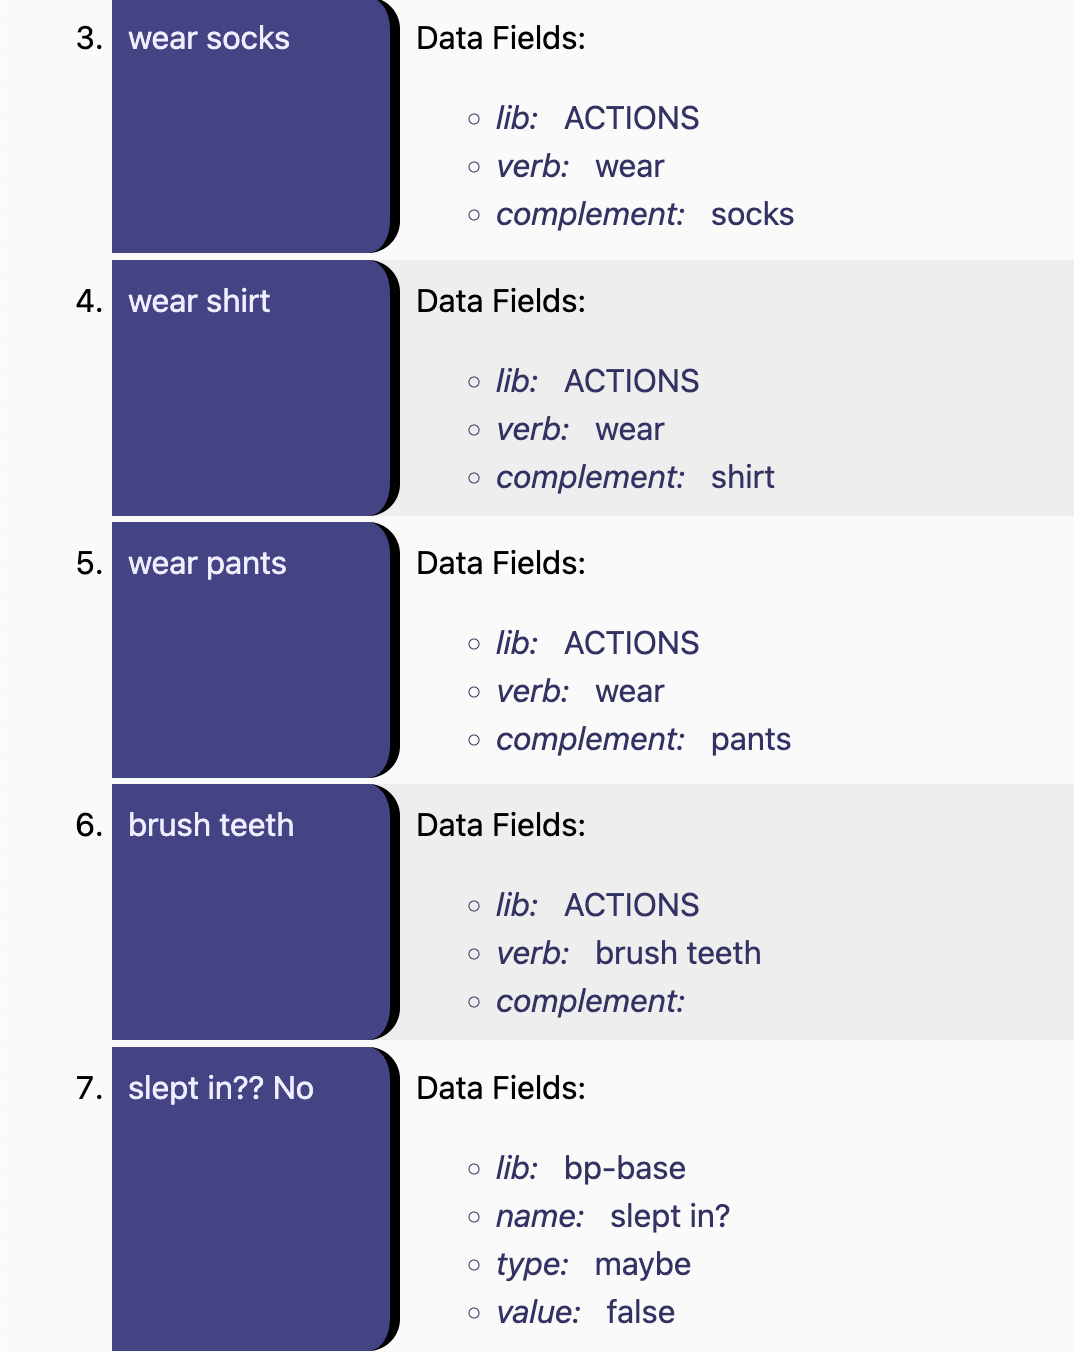 3. wear socks Data Fields:
lib: ACTIONS
verb: wear
complement: socks
4. wear shirt Data Fields:
lib: ACTIONS
verb: wear
complement: shirt
5. wear pants Data Fields:
lib: ACTIONS
verb: wear
complement: pants
6. brush teeth Data Fields:
lib: ACTIONS
verb: brush teeth
complement:
7. slept in?? No Data Fields:
lib: bp-base
name: slept in?
type: maybe
value: false